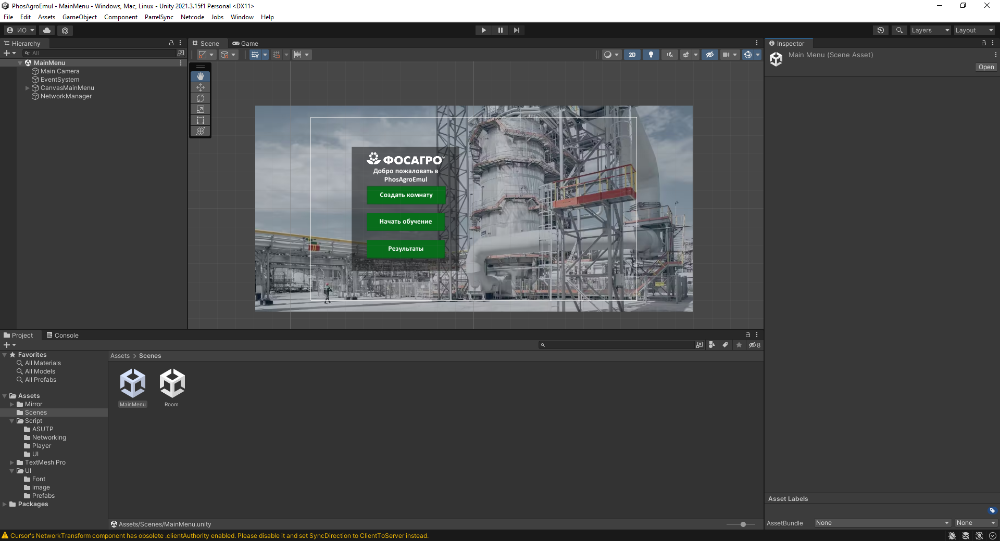 PhosAgroEmul - MainMenu - Windows, Mac, Linux - Unity 2021.3.15f1 Personal <DX11>
File Edit Assets GameObject Component ParrelSync Netcode Jobs Window Help
ИО Layers Layout
Hierarchy
All
MainMenu
Main Camera
EventSystem
CanvasMainMenu
NetworkManager
Scene Game
2D
ФОСАГРО
Добро пожаловать в
PhosAgroEmul
Создать комнату
Начать обучение
Результаты
Inspector
Main Menu (Scene Asset)
Open
Project Console
8
Favorites
All Materials
All Models
All Prefabs
Assets
Mirror
Scenes
Script
ASUTP
Networking
Player
UI
TextMesh Pro
UI
Font
image
Prefabs
Packages
Assets > Scenes
MainMenu Room
Assets/Scenes/MainMenu.unity
Asset Labels
AssetBundle None None
Cursor's NetworkTransform component has obsolete .clientAuthority enabled. Please disable it and set SyncDirection to ClientToServer instead.